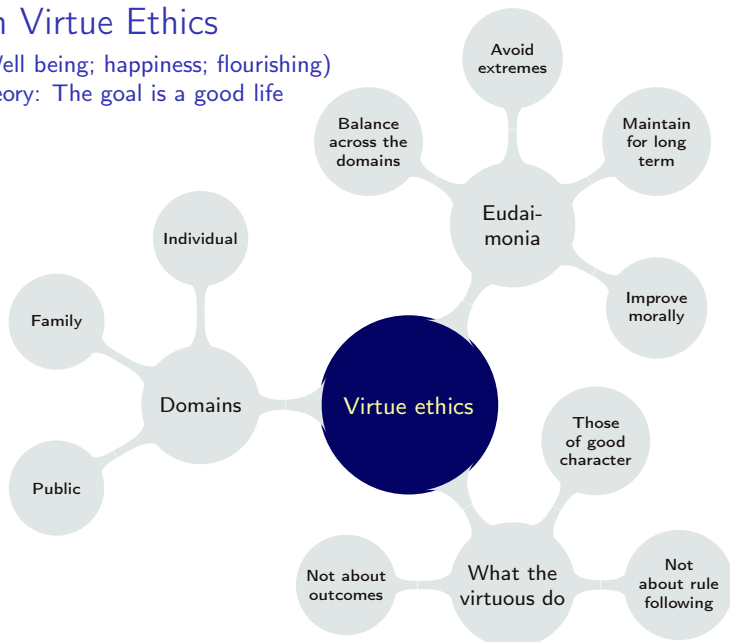 n Virtue Ethics
ell being; happiness; flourishing)
eory: The goal is a good life
Avoid
extremes
Balance
across the
domains
Maintain
for long
term
Eudai-
monia
Improve
morally
Individual
Family
Domains
Public
Virtue ethics
Those
of good
character
What the
virtuous do
Not about
outcomes
Not
about rule
following